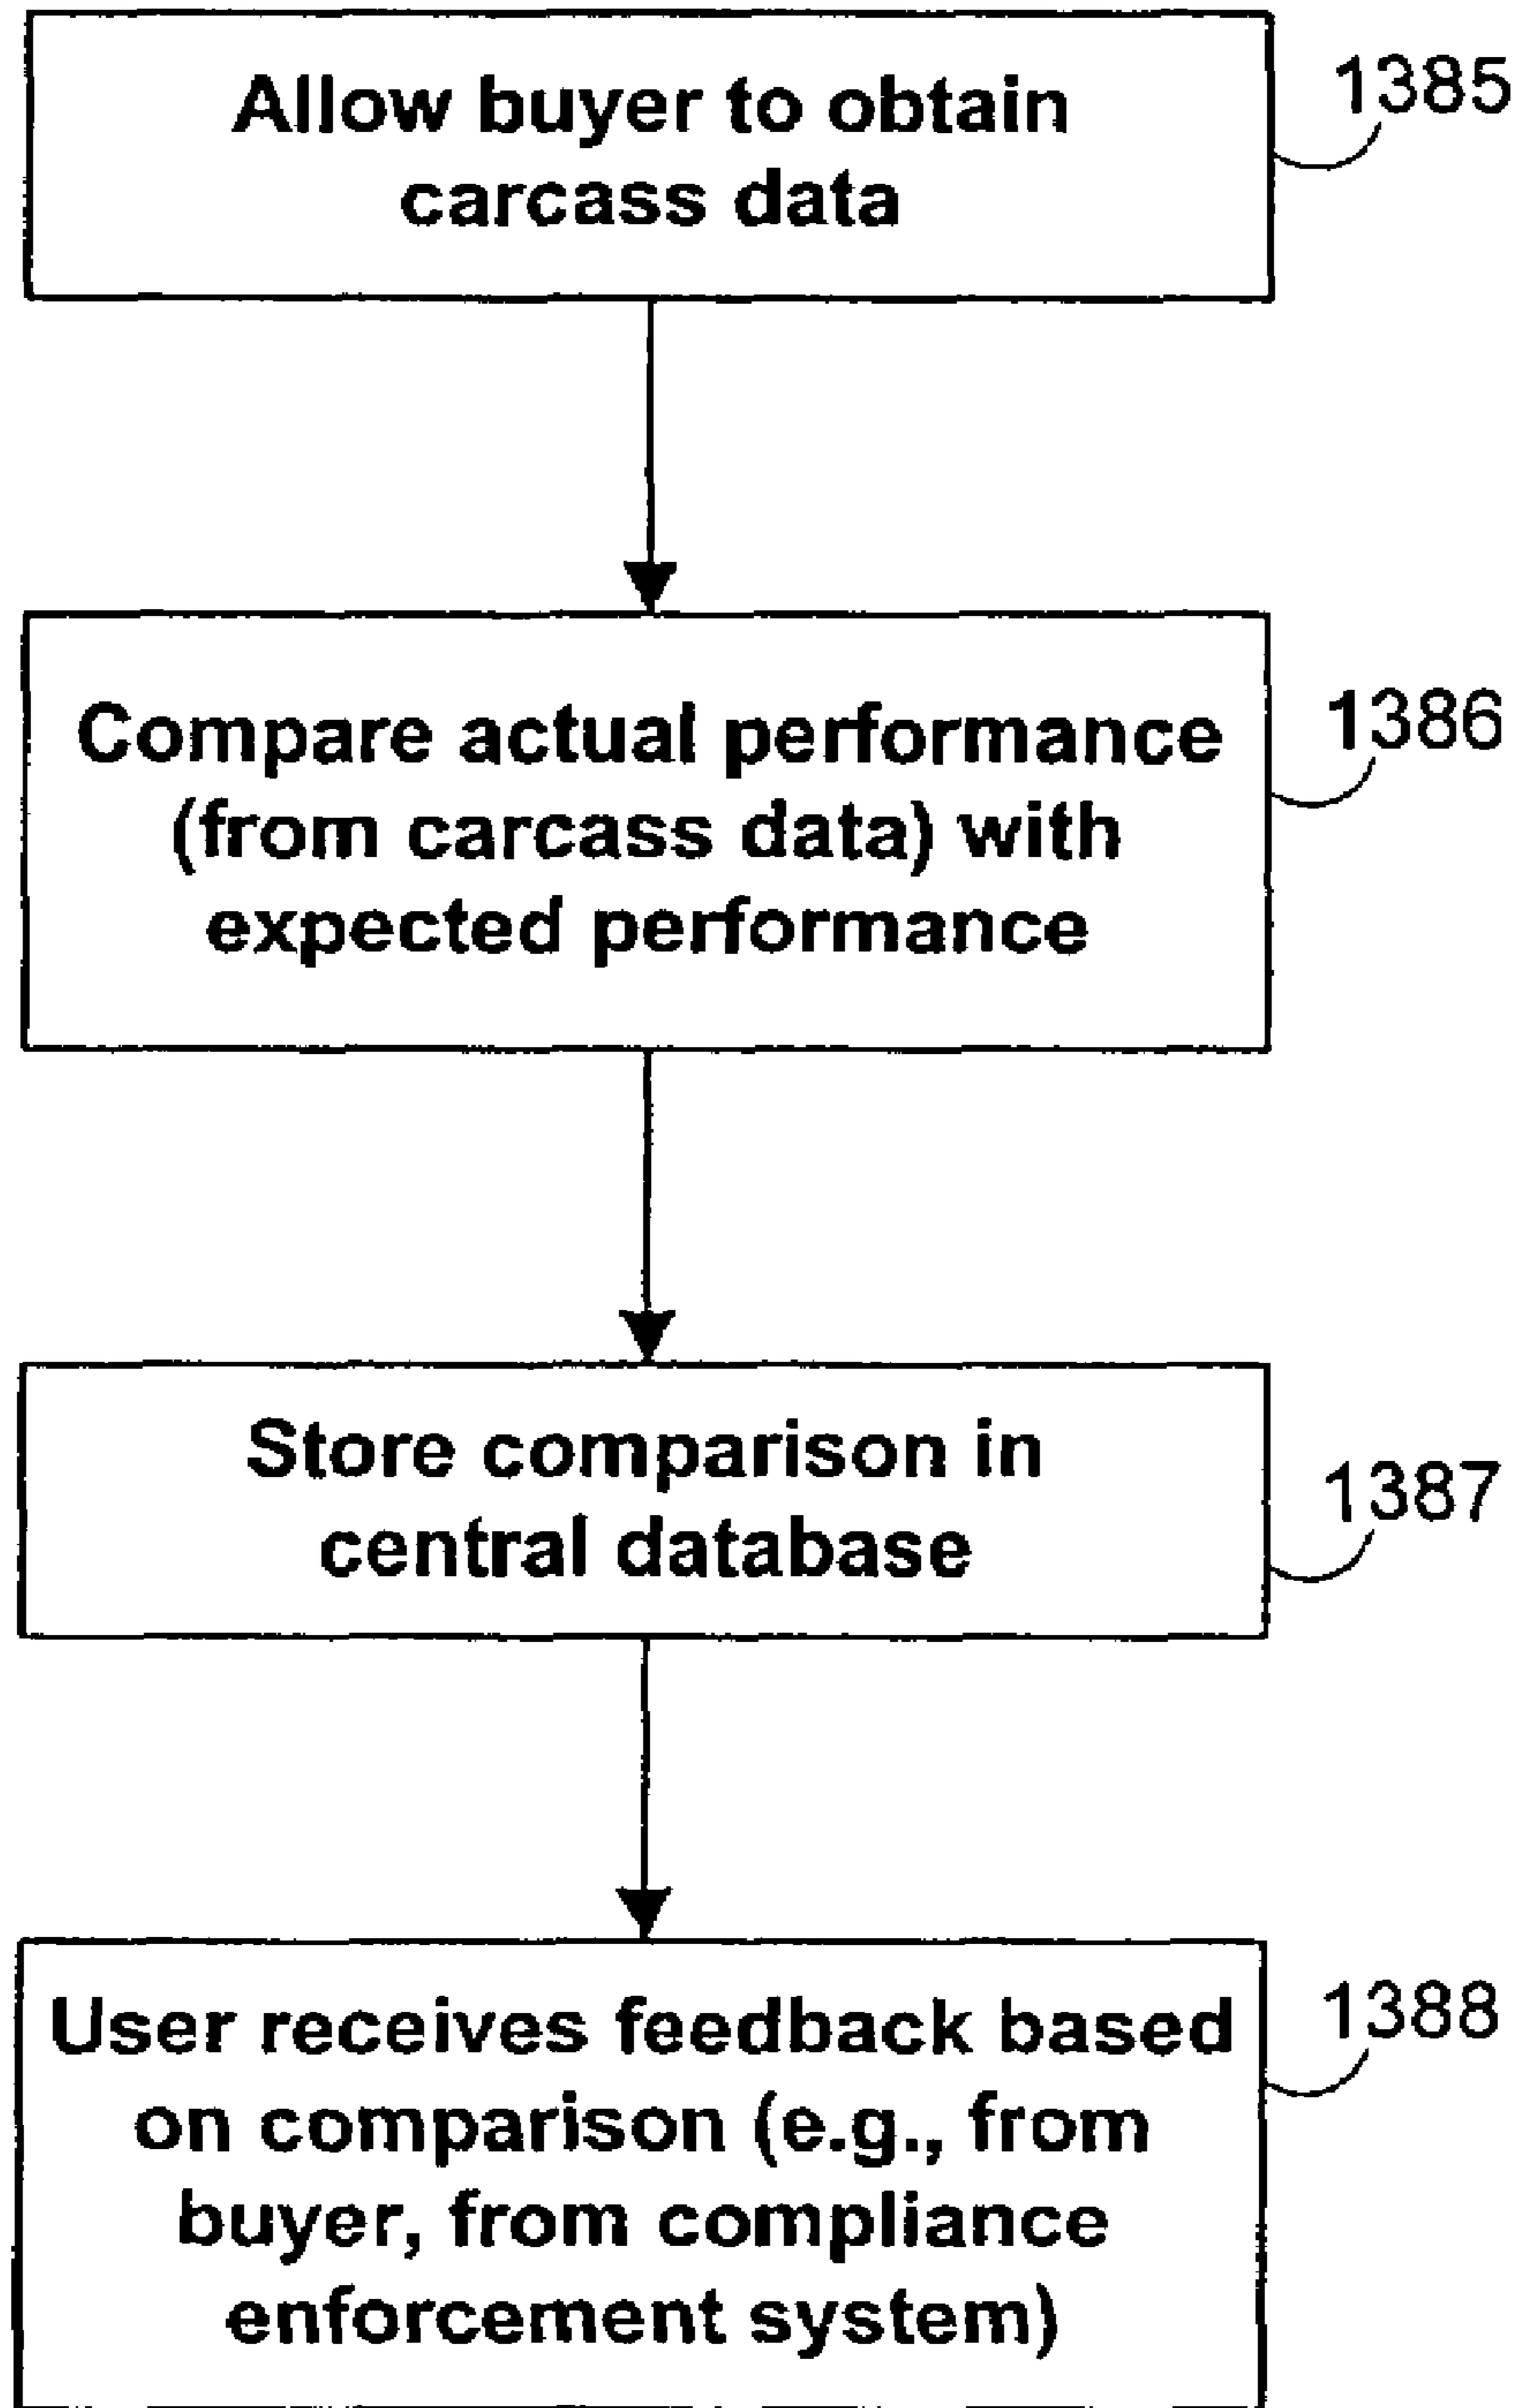 Allow buyer to obtain
carcass data
1385
Compare actual performance
(from carcass data) with
expected performance
1386
Store comparison in
central database
1387
User receives feedback based
on comparison (e.g., from
buyer, from compliance
enforcement system)
1388